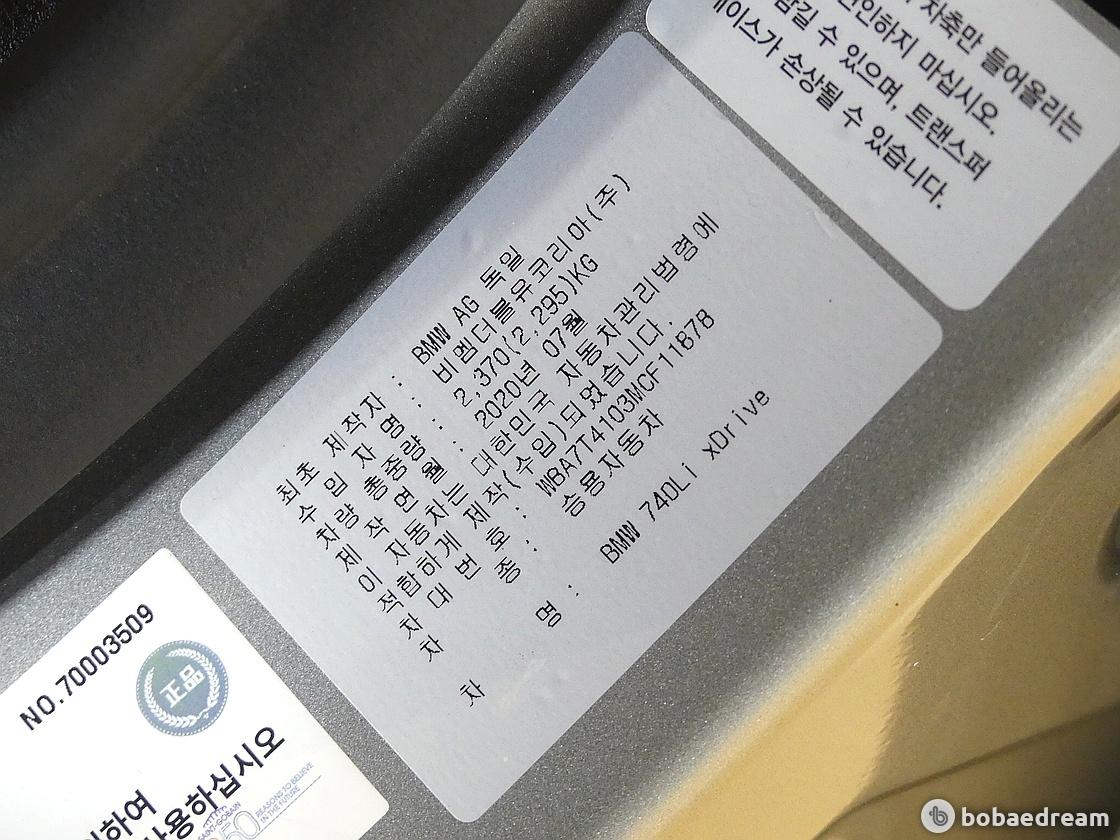 자축만 들어올리는
인하지 마십시오.
잠길 수 있으며, 트랜스퍼
케이스가 손상될 수 있습니다.
최초 제작자 : BMW AG 독일
수 입 자 명 : 비엠더블유코리아(주)
차량 총중량 : 2,370(2,295)KG
제 작 연 월 : 2020년 07월
이 자동차는 대한민국 자동차관리법령에
적합하게 제작(수입)되었습니다.
차 대 번 호 : WBA7T4103MCF11878
차 종 : 승용자동차
차 명 : BMW 740Li xDrive
NO.70003509
正品
하여
사용하십시오
SAINT-GOBAIN
350
REASONS TO BELIEVE
IN THE FUTURE
bobaedream